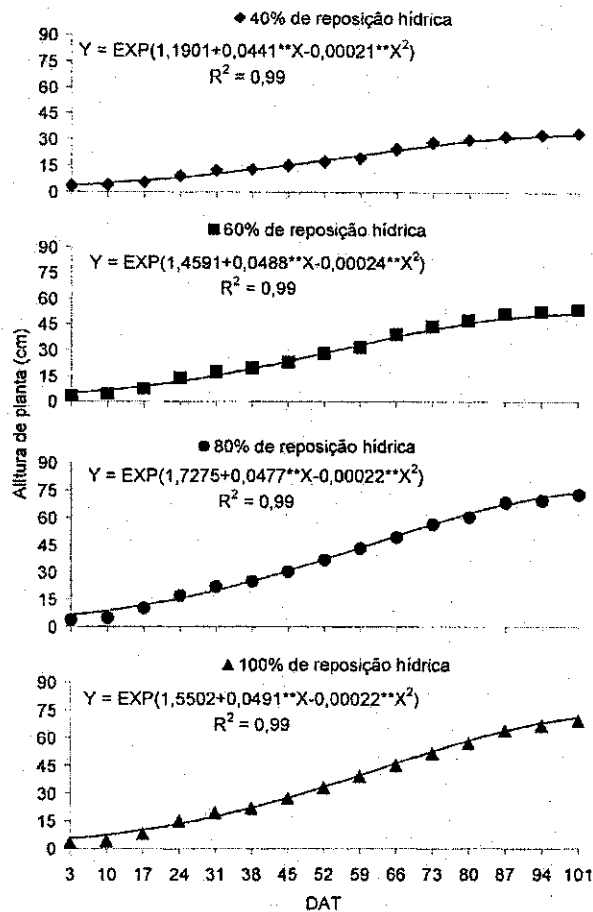 ◆ 40% de reposição hídrica
90
Y = EXP(1,1901+0,0441**X-0,00021**X²)
75
R² = 0,99
60
45
30
15
0
■ 60% de reposição hídrica
90
Y = EXP(1,4591+0,0488**X-0,00024**X²)
75
R² = 0,99
60
45
30
15
0
Alltura de planta (cm)
● 80% de reposição hídrica
90
Y = EXP(1,7275+0,0477**X-0,00022**X²)
75
R² = 0,99
60
45
30
15
0
▲ 100% de reposição hídrica
90
Y = EXP(1,5502+0,0491**X-0,00022**X²)
75
R² = 0,99
60
45
30
15
0
3 10 17 24 31 38 45 52 59 66 73 80 87 94 101
DAT